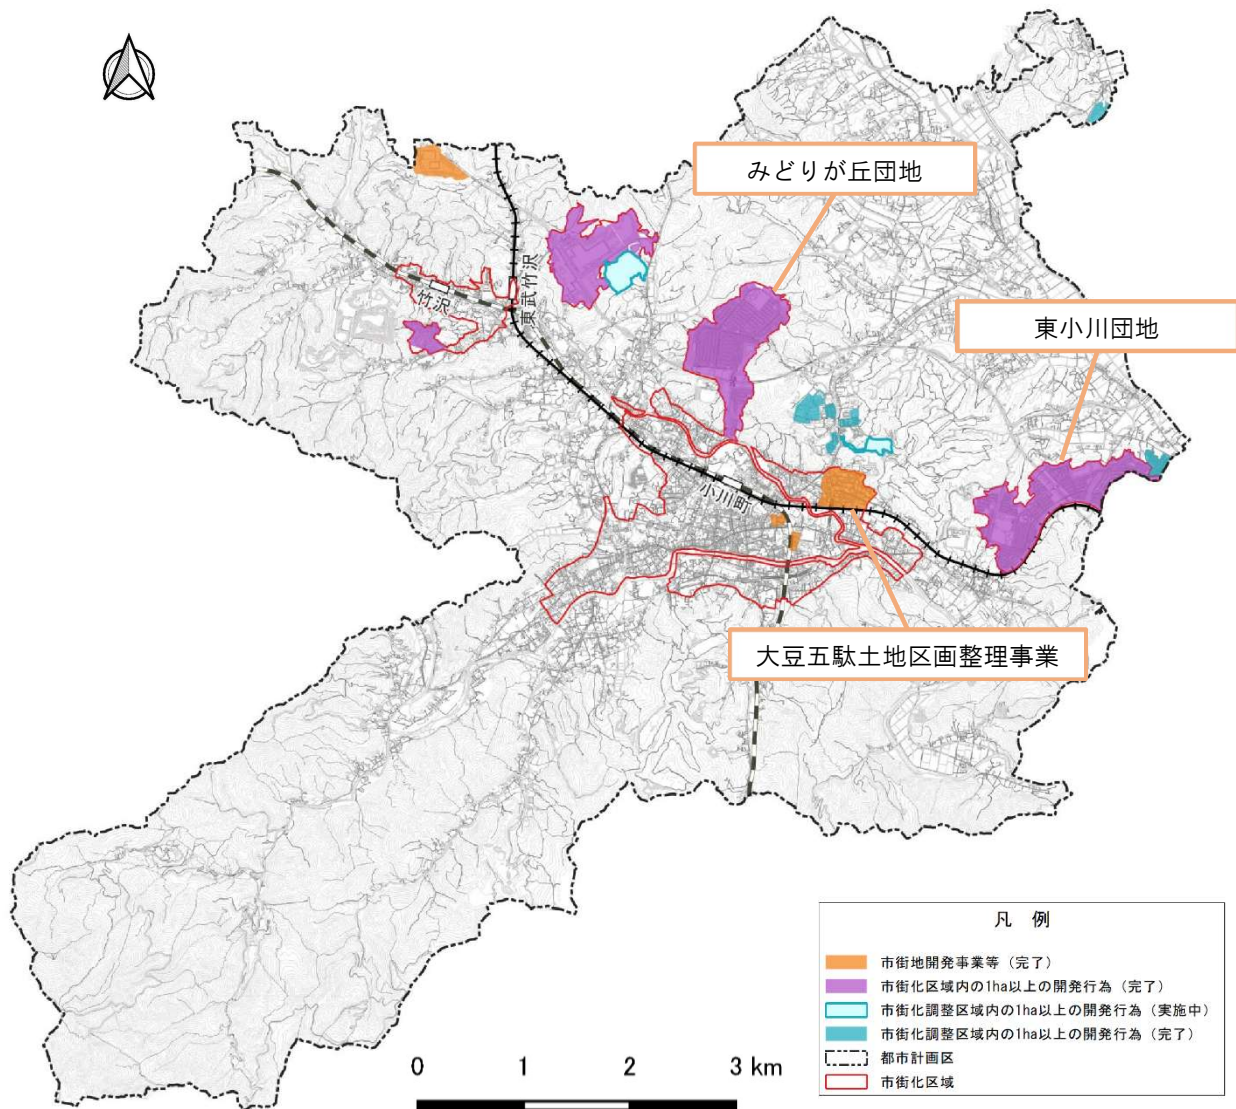 みどりが丘団地
東小川団地
竹沢
東武竹沢
小川町
大豆五駄土地区画整理事業
凡 例
市街地開発事業等（完了）
市街化区域内の1ha以上の開発行為（完了）
市街化調整区域内の1ha以上の開発行為（実施中）
市街化調整区域内の1ha以上の開発行為（完了）
都市計画区
市街化区域
0 1 2 3 km